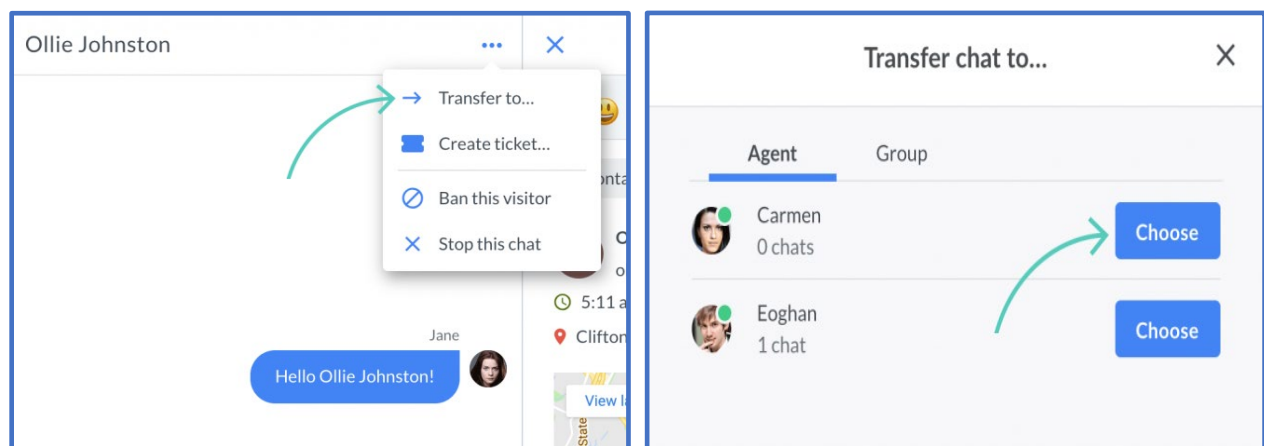 Ollie Johnston
Transfer to...
Create ticket...
Ban this visitor
Stop this chat
5:11 a
Clifton
Jane
Hello Ollie Johnston!
View l
State
Transfer chat to...
Agent Group
Carmen
0 chats
Choose
Eoghan
1 chat
Choose